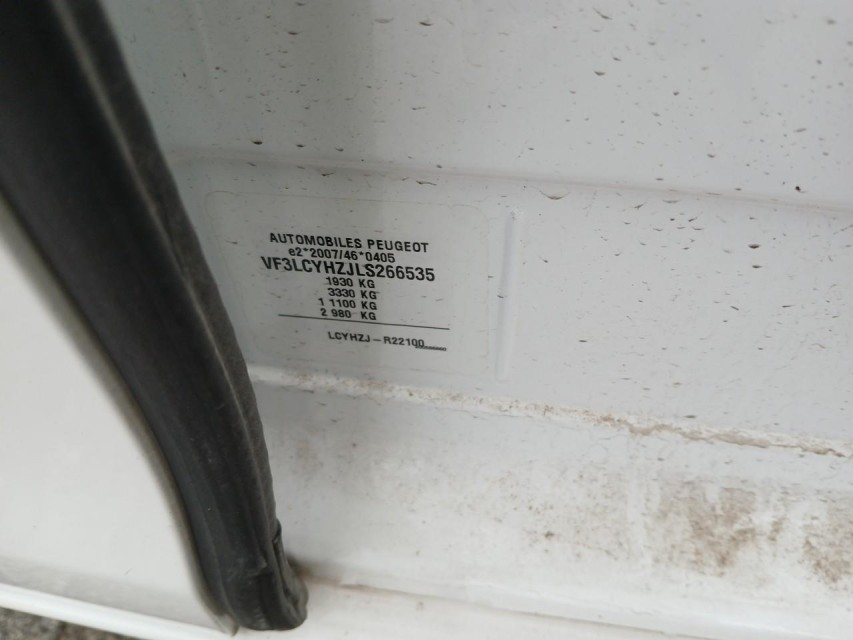 AUTOMOBILES PEUGEOT
e2*2007/46*0405
VF3LCYHZJLS266535
1930 KG
3330 KG
1 1100 KG
2 980 KG
LCYHZJ-R22100